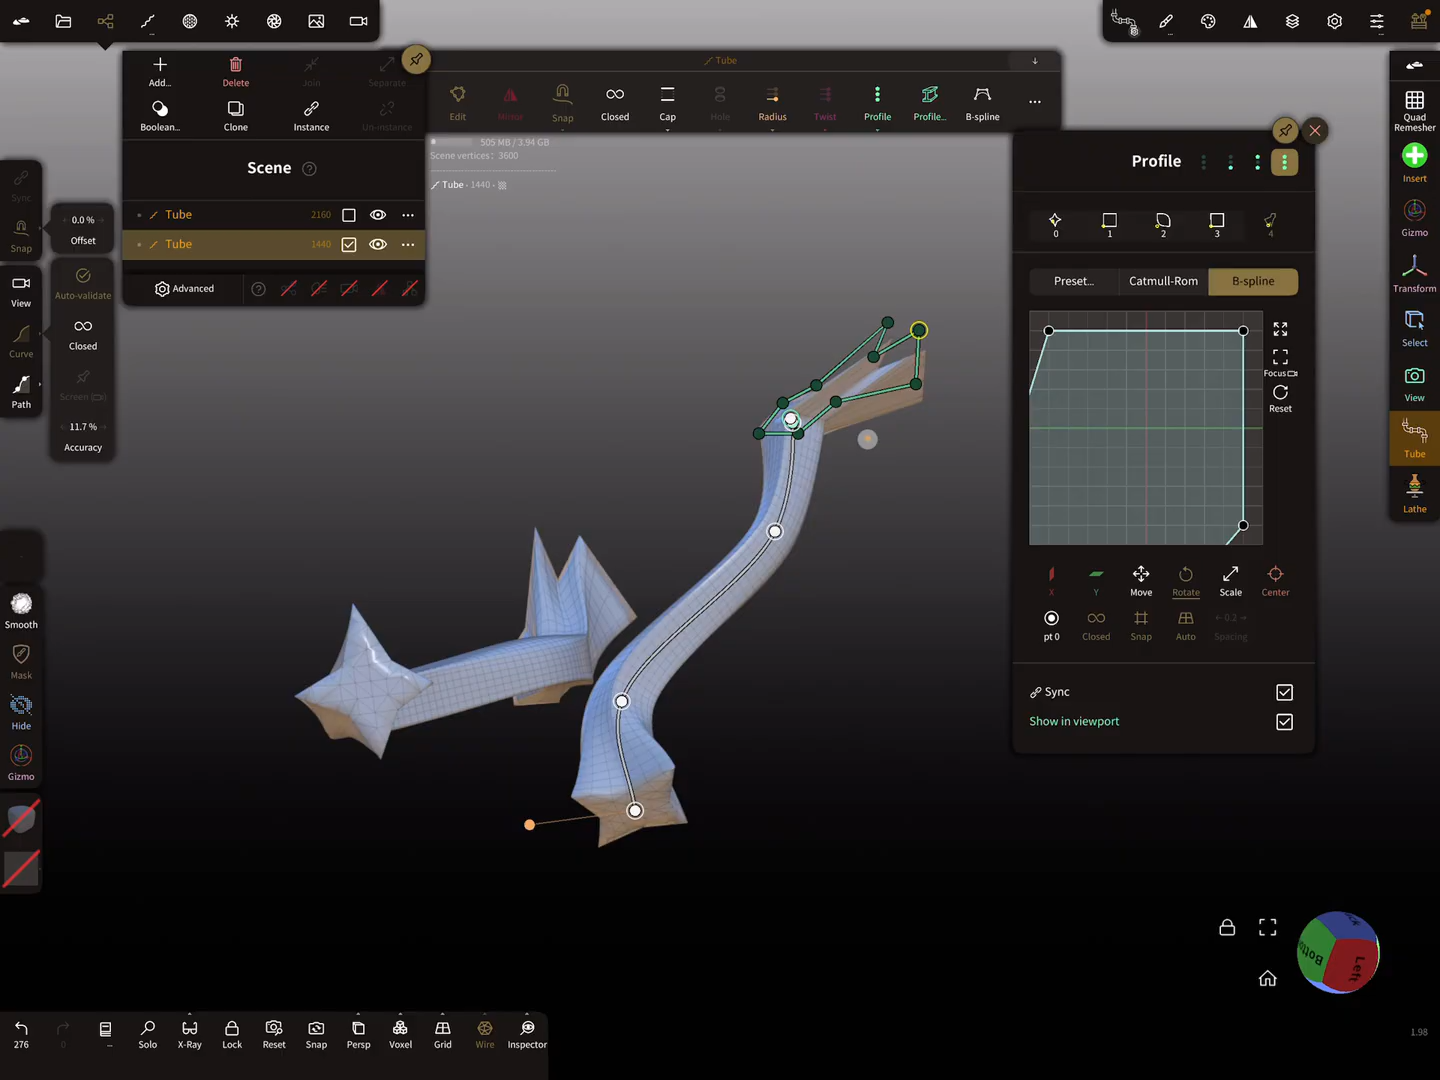 Tube
Add...
Delete
Join
Separate
Boolean...
Clone
Instance
Un-instance
Edit
Mirror
Snap
Closed
Cap
Hole
Radius
Twist
Profile
Profile...
B-spline
...
505 MB / 3.94 GB
Scene vertices: 3600
Tube · 1440 ·
Scene ?
Tube 2160 ...
Tube 1440 ...
Advanced ?
Sync
Snap
0.0 %
Offset
Auto-validate
View
Closed
Curve
Screen
Path
11.7 %
Accuracy
Smooth
Mask
Hide
Gizmo
Profile
0
1
2
3
4
Preset...
Catmull-Rom
B-spline
Focus
Reset
X
Y
Move
Rotate
Scale
Center
pt 0
Closed
Snap
Auto
0.2
Spacing
Sync
Show in viewport
Quad
Remesher
Insert
Gizmo
Transform
Select
View
Tube
Lathe
Botto
Left
276
0
...
Solo
X-Ray
Lock
Reset
Snap
Persp
Voxel
Grid
Wire
Inspector
1.98